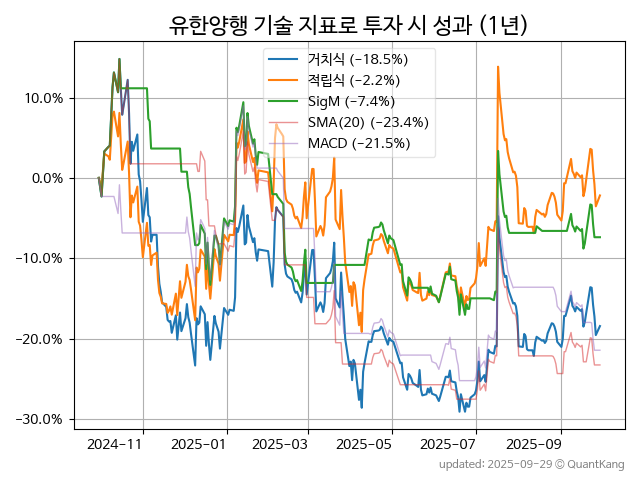 유한양행 기술 지표로 투자 시 성과 (1년)
거치식 (−18.5%)
적립식 (−2.2%)
SigM (−7.4%)
SMA(20) (−23.4%)
MACD (−21.5%)
10.0%
0.0%
−10.0%
−20.0%
−30.0%
2024−11 2025−01 2025−03 2025−05 2025−07 2025−09
updated: 2025−09−29 © QuantKang